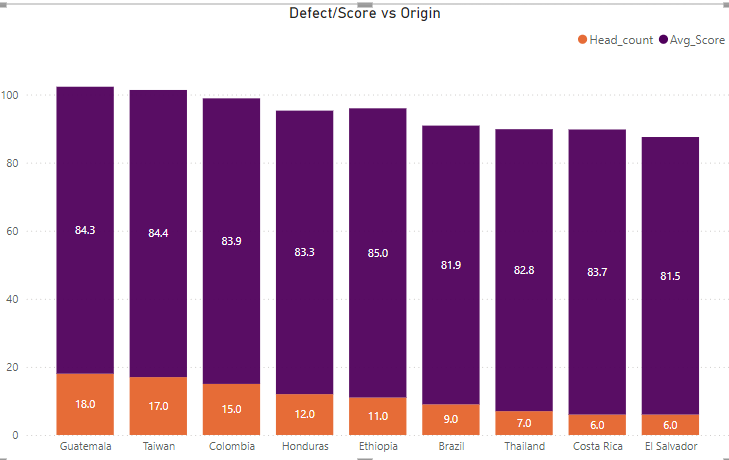 Defect/Score vs Origin
Head_count Avg_Score
100
80
60
40
20
0
84.3 84.4 83.9 83.3 85.0 81.9 82.8 83.7 81.5
18.0 17.0 15.0 12.0 11.0 9.0 7.0 6.0 6.0
Guatemala Taiwan Colombia Honduras Ethiopia Brazil Thailand Costa Rica El Salvador